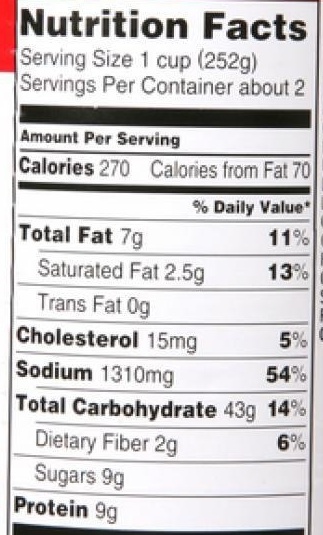 Nutrition Facts
Serving Size 1 cup (252g)
Servings Per Container about 2
Amount Per Serving
Calories 270 Calories from Fat 70
% Daily Value*
Total Fat 7g 11%
Saturated Fat 2.5g 13%
Trans Fat 0g
Cholesterol 15mg 5%
Sodium 1310mg 54%
Total Carbohydrate 43g 14%
Dietary Fiber 2g 6%
Sugars 9g
Protein 9g